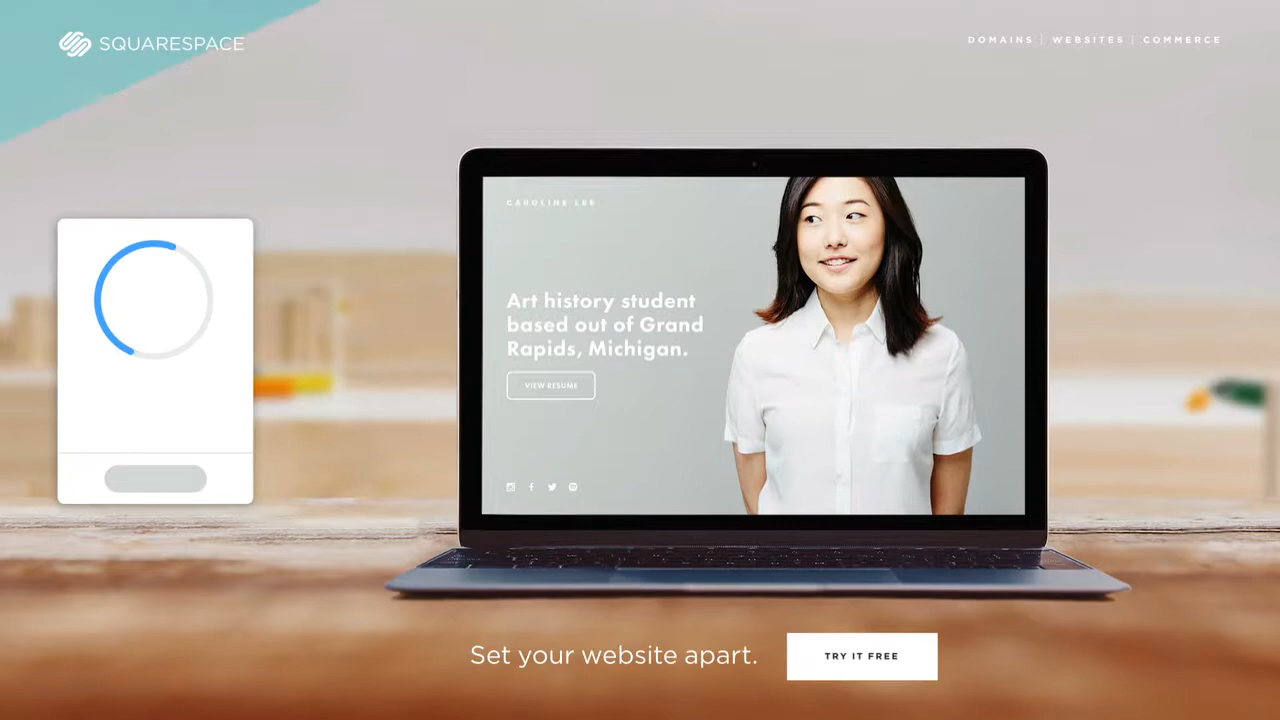 SQUARESPACE
DOMAINS | WEBSITES | COMMERCE
CAROLINE LEE
Art history student
based out of Grand
Rapids, Michigan.
VIEW RESUME
Set your website apart.
TRY IT FREE